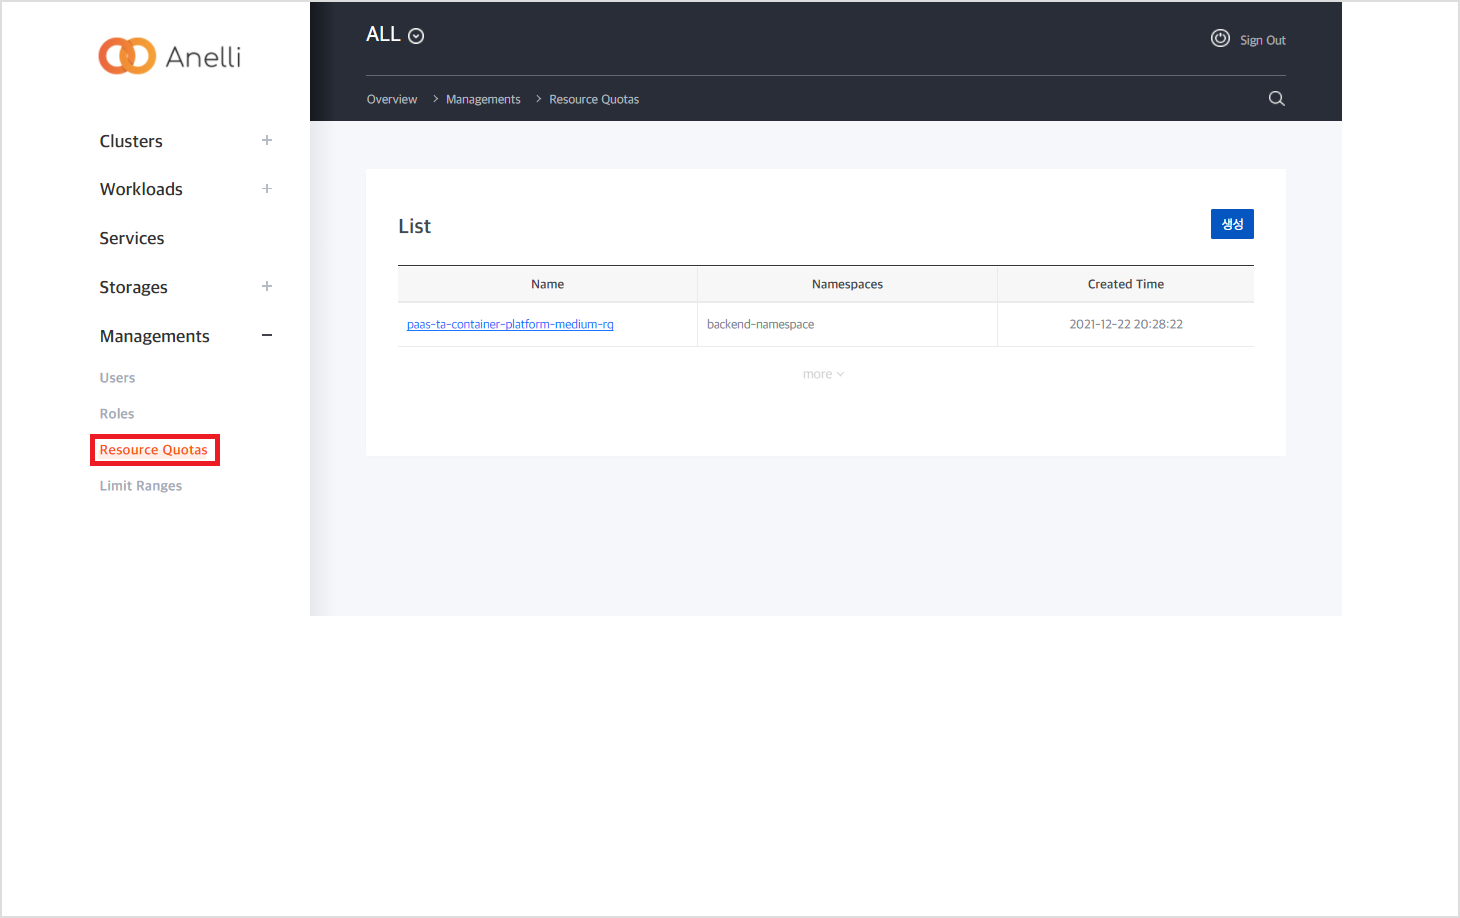 Anelli
Clusters
Workloads
Services
Storages
Managements
Users
Roles
Resource Quotas
Limit Ranges
ALL
Sign Out
Overview > Managements > Resource Quotas
List
생성
Name Namespaces Created Time
paas-ta-container-platform-medium-rq backend-namespace 2021-12-22 20:28:22
more